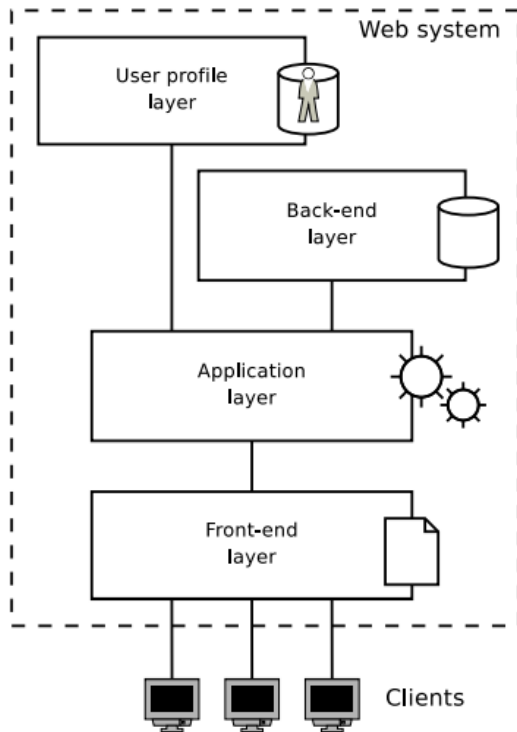 Web system
User profile
layer
Back-end
layer
Application
layer
Front-end
layer
Clients